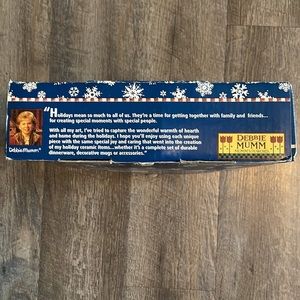 "Holidays mean so much to all of us. They're a time for getting together with family and friends...
for creating special moments with special people.
With all my art, I've tried to capture the wonderful warmth of hearth
and home during the holidays. I hope you'll enjoy using each unique
piece with the same special joy and caring that went into the creation
of my holiday ceramic items...whether it's a complete set of durable
dinnerware, decorative mugs or accessories."
DebbieMumm®
DEBBIE
MUMM